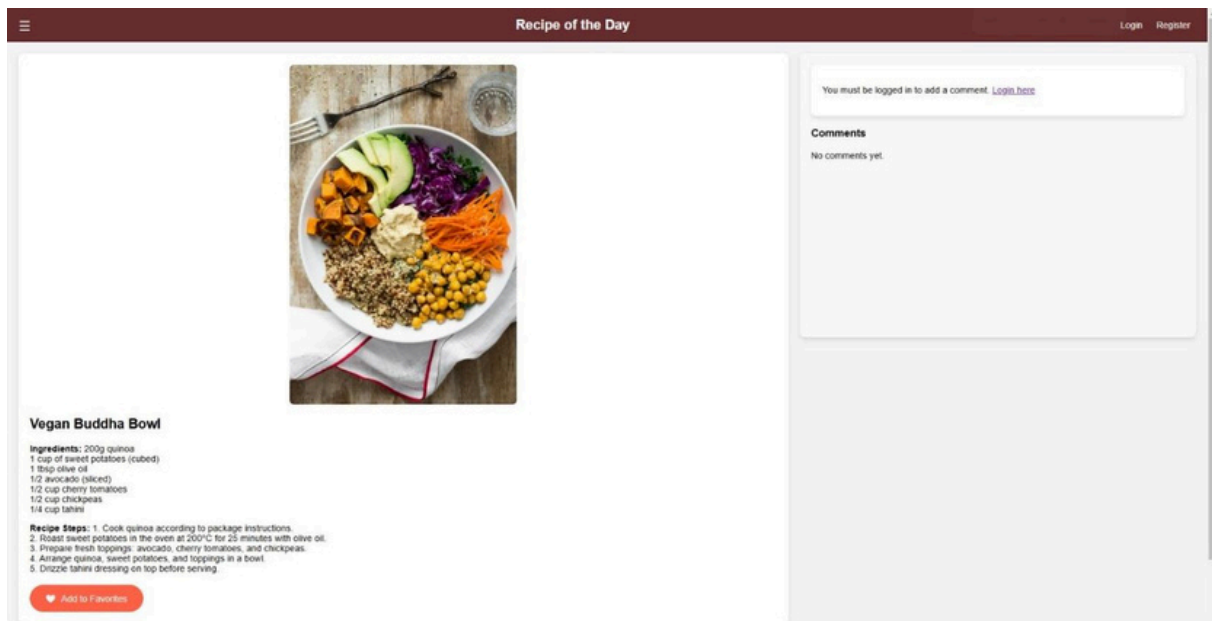 ☰ Recipe of the Day Login Register
Vegan Buddha Bowl
Ingredients: 200g quinoa
1 cup of sweet potatoes (cubed)
1 tbsp olive oil
1/2 avocado (sliced)
1/2 cup cherry tomatoes
1/2 cup chickpeas
1/4 cup tahini
Recipe Steps: 1. Cook quinoa according to package instructions.
2. Roast sweet potatoes in the oven at 200°C for 25 minutes with olive oil.
3. Prepare fresh toppings: avocado, cherry tomatoes, and chickpeas.
4. Arrange quinoa, sweet potatoes, and toppings in a bowl.
5. Drizzle tahini dressing on top before serving.
Add to Favorites
You must be logged in to add a comment. Login here
Comments
No comments yet.